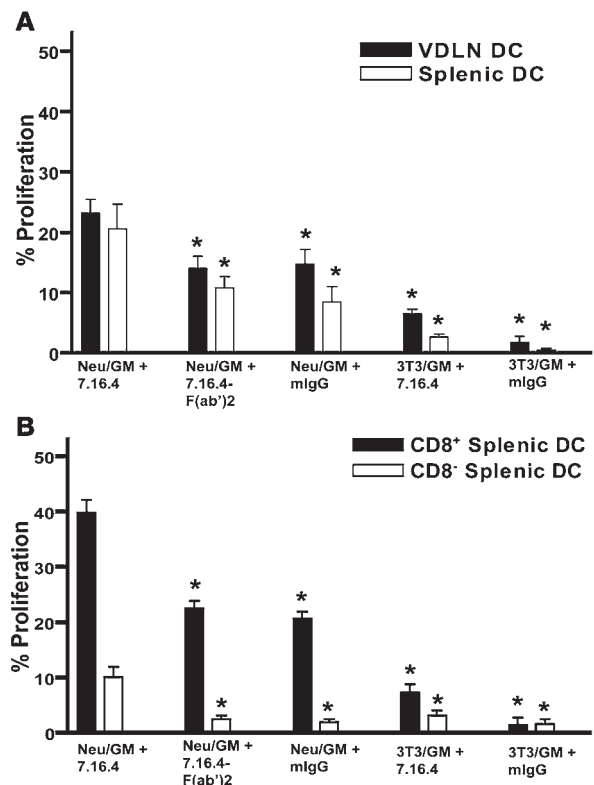 A
VDLN DC
Splenic DC
% Proliferation
50
40
30
20
10
0
* * * * * * * *
Neu/GM + 7.16.4
Neu/GM + 7.16.4-F(ab')2
Neu/GM + mIgG
3T3/GM + 7.16.4
3T3/GM + mIgG
B
CD8⁺ Splenic DC
CD8⁻ Splenic DC
% Proliferation
50
40
30
20
10
0
* * * * * * * *
Neu/GM + 7.16.4
Neu/GM + 7.16.4-F(ab')2
Neu/GM + mIgG
3T3/GM + 7.16.4
3T3/GM + mIgG